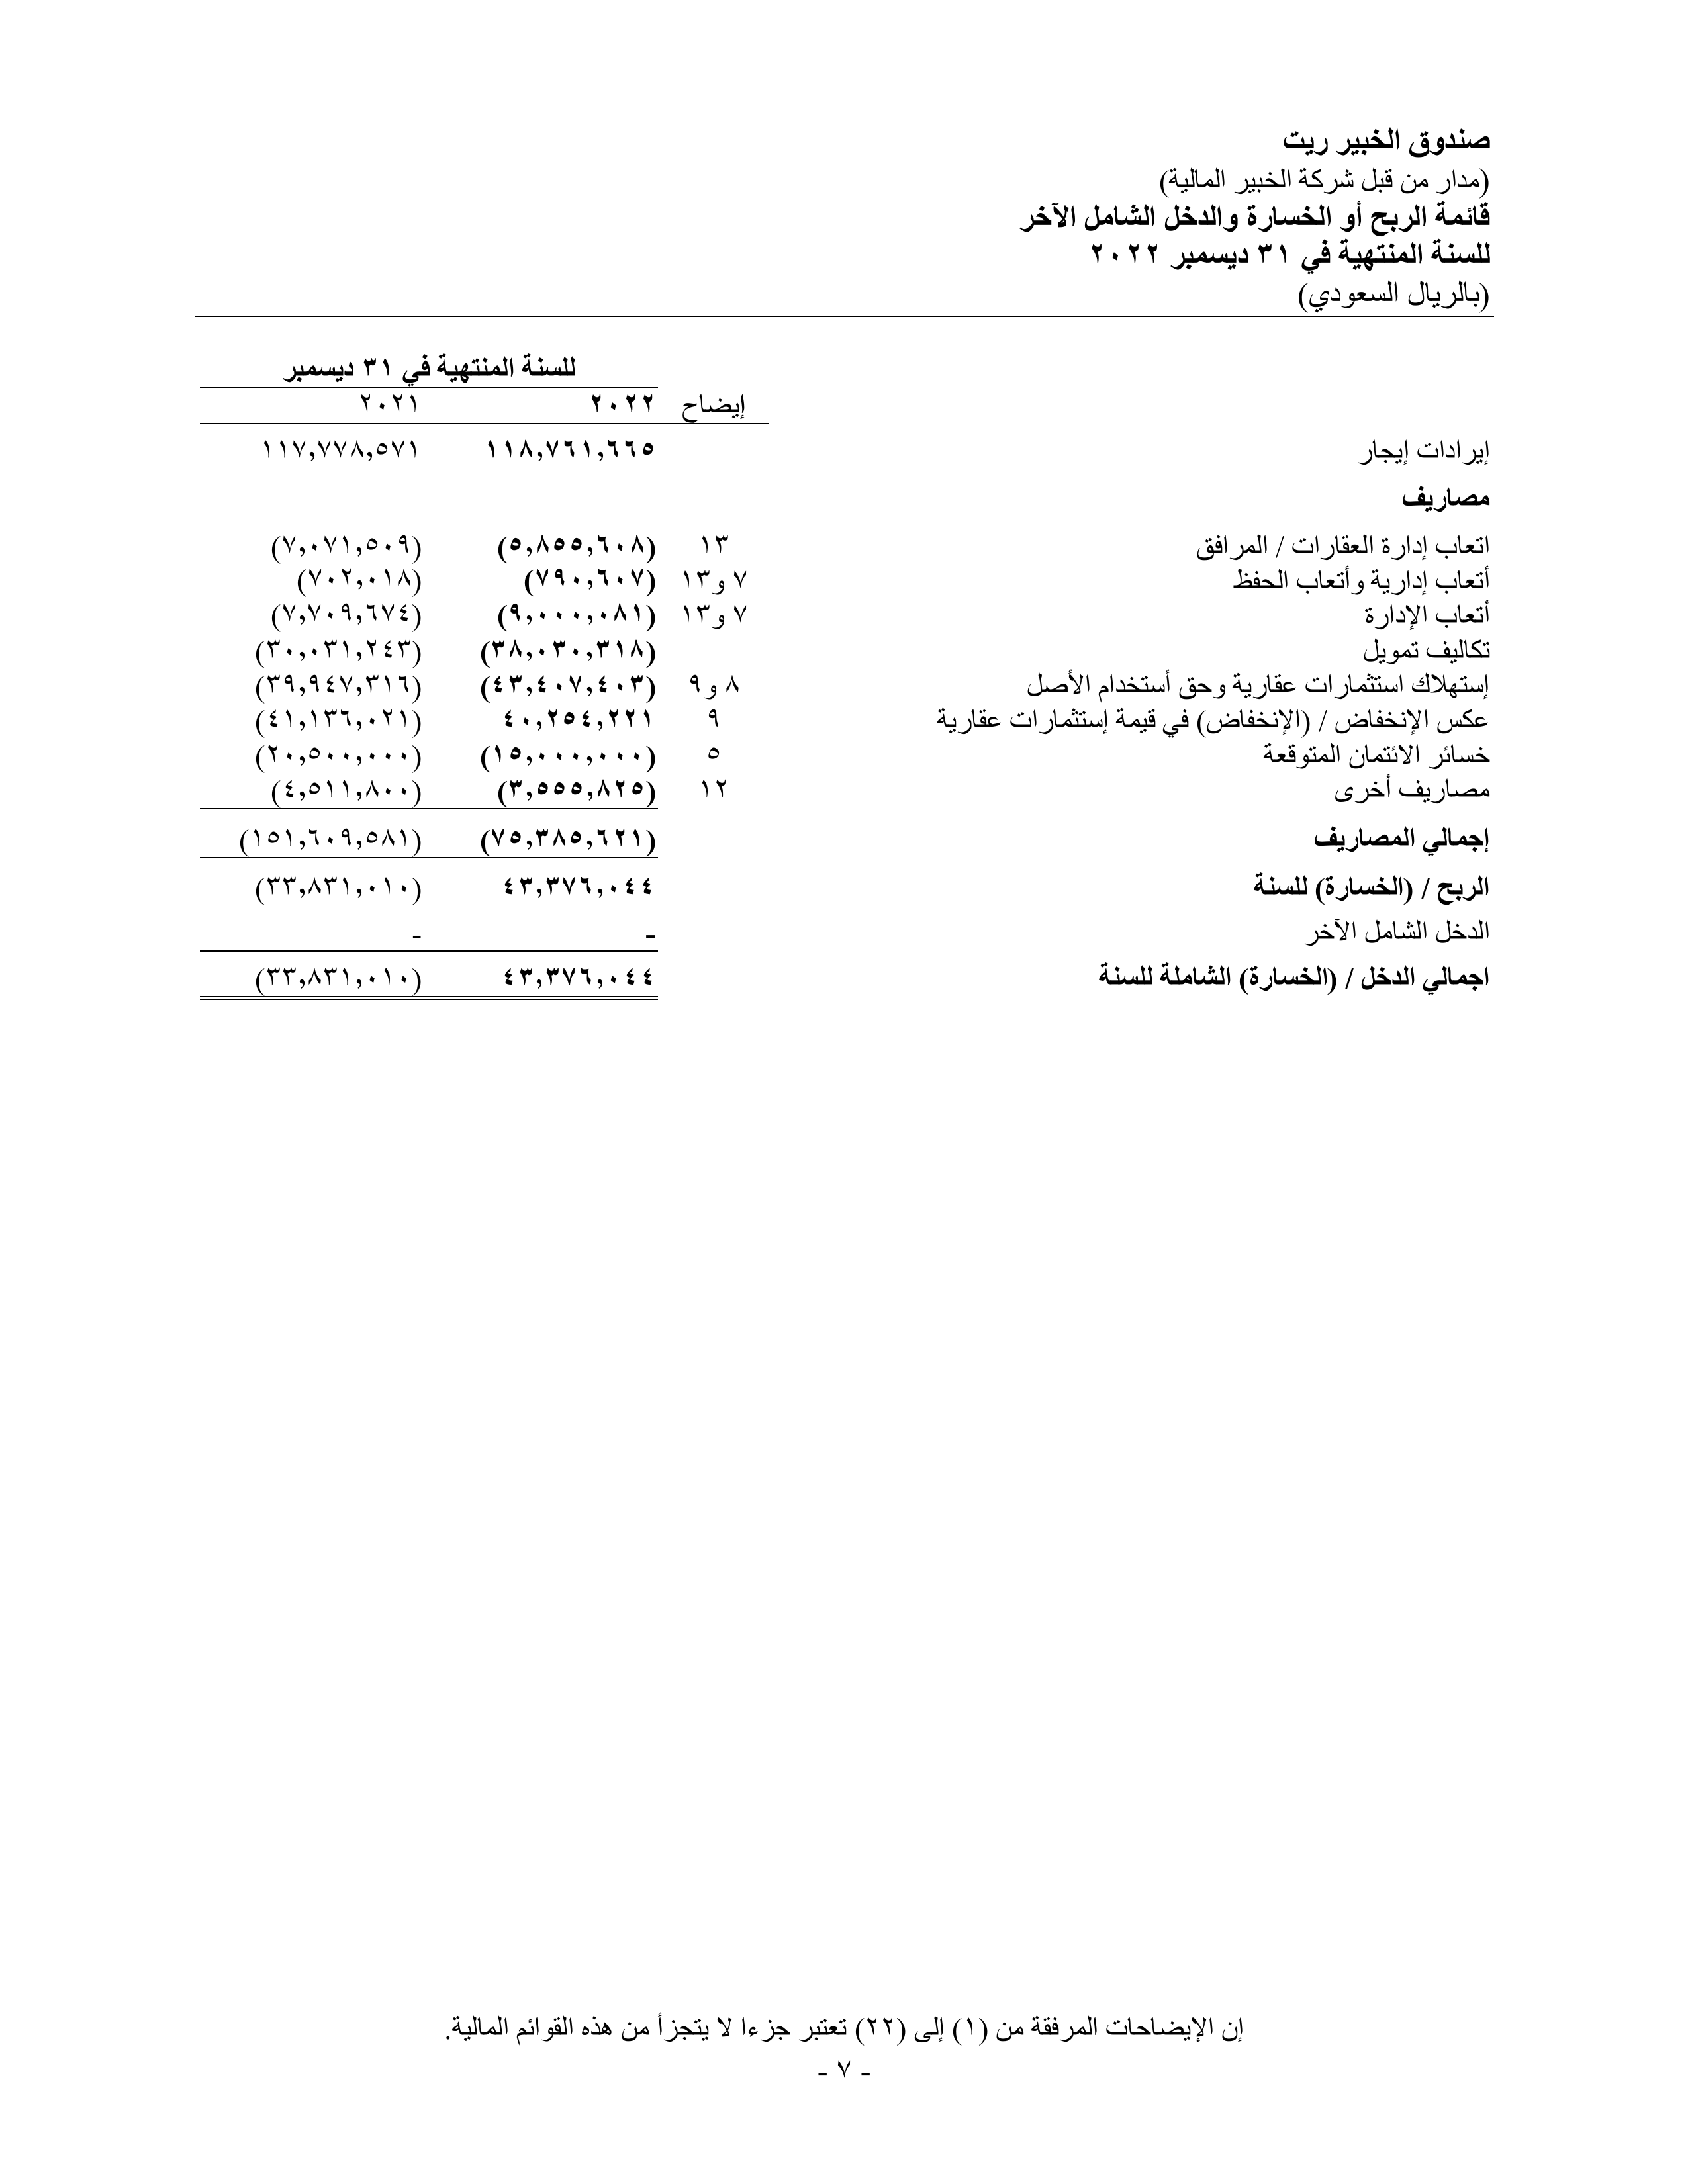 صندوق الخبير ريت
(مدار من قبل شركة الخبير المالية)
قائمة الربح أو الخسارة والدخل الشامل الآخر
للسنة المنتهية في ٣١ ديسمبر ٢٠٢٢
(بالريال السعودي)
للسنة المنتهية في ٣١ ديسمبر
إيضاح ٢٠٢٢ ٢٠٢١
إيرادات إيجار ١١٨,٧٦١,٦٦٥ ١١٧,٧٧٨,٥٧١
مصاريف
اتعاب إدارة العقارات / المرافق ١٣ (٥,٨٥٥,٦٠٨) (٧,٠٧١,٥٠٩)
أتعاب إدارية وأتعاب الحفظ ٧ و١٣ (٧٩٠,٦٠٧) (٧٠٢,٠١٨)
أتعاب الإدارة ٧ و١٣ (٩,٠٠٠,٠٨١) (٧,٧٠٩,٦٧٤)
تكاليف تمويل (٣٨,٠٣٠,٣١٨) (٣٠,٠٣١,٢٤٣)
إستهلاك استثمارات عقارية وحق أستخدام الأصل ٨ و ٩ (٤٣,٤٠٧,٤٠٣) (٣٩,٩٤٧,٣١٦)
عكس الإنخفاض / (الإنخفاض) في قيمة إستثمارات عقارية ٩ ٤٠,٢٥٤,٢٢١ (٤١,١٣٦,٠٢١)
خسائر الائتمان المتوقعة ٥ (١٥,٠٠٠,٠٠٠) (٢٠,٥٠٠,٠٠٠)
مصاريف أخرى ١٢ (٣,٥٥٥,٨٢٥) (٤,٥١١,٨٠٠)
إجمالي المصاريف (٧٥,٣٨٥,٦٢١) (١٥١,٦٠٩,٥٨١)
الربح / (الخسارة) للسنة ٤٣,٣٧٦,٠٤٤ (٣٣,٨٣١,٠١٠)
الدخل الشامل الآخر - -
اجمالي الدخل / (الخسارة) الشاملة للسنة ٤٣,٣٧٦,٠٤٤ (٣٣,٨٣١,٠١٠)
إن الإيضاحات المرفقة من (١) إلى (٢٢) تعتبر جزءا لا يتجزأ من هذه القوائم المالية.
- ٧ -